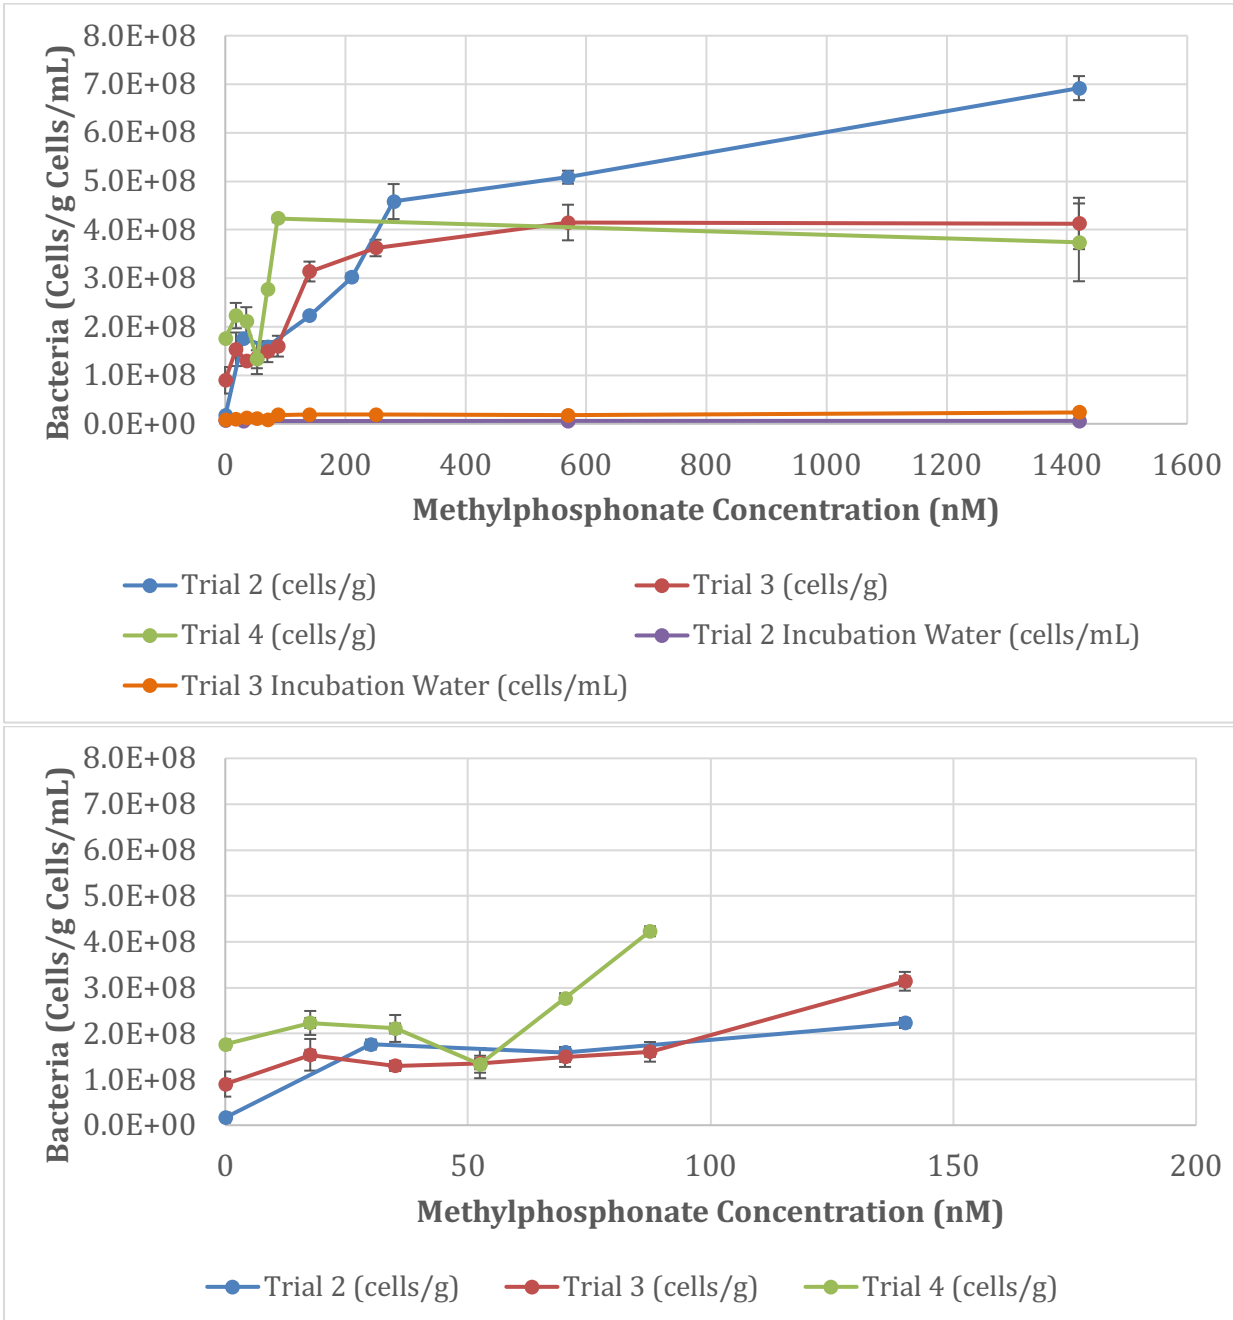 8.0E+08
7.0E+08
6.0E+08
5.0E+08
4.0E+08
3.0E+08
2.0E+08
1.0E+08
0.0E+00
Bacteria (Cells/g Cells/mL)
0 200 400 600 800 1000 1200 1400 1600
Methylphosphonate Concentration (nM)
Trial 2 (cells/g) Trial 3 (cells/g)
Trial 4 (cells/g) Trial 2 Incubation Water (cells/mL)
Trial 3 Incubation Water (cells/mL)
8.0E+08
7.0E+08
6.0E+08
5.0E+08
4.0E+08
3.0E+08
2.0E+08
1.0E+08
0.0E+00
Bacteria (Cells/g Cells/mL)
0 50 100 150 200
Methylphosphonate Concentration (nM)
Trial 2 (cells/g) Trial 3 (cells/g) Trial 4 (cells/g)